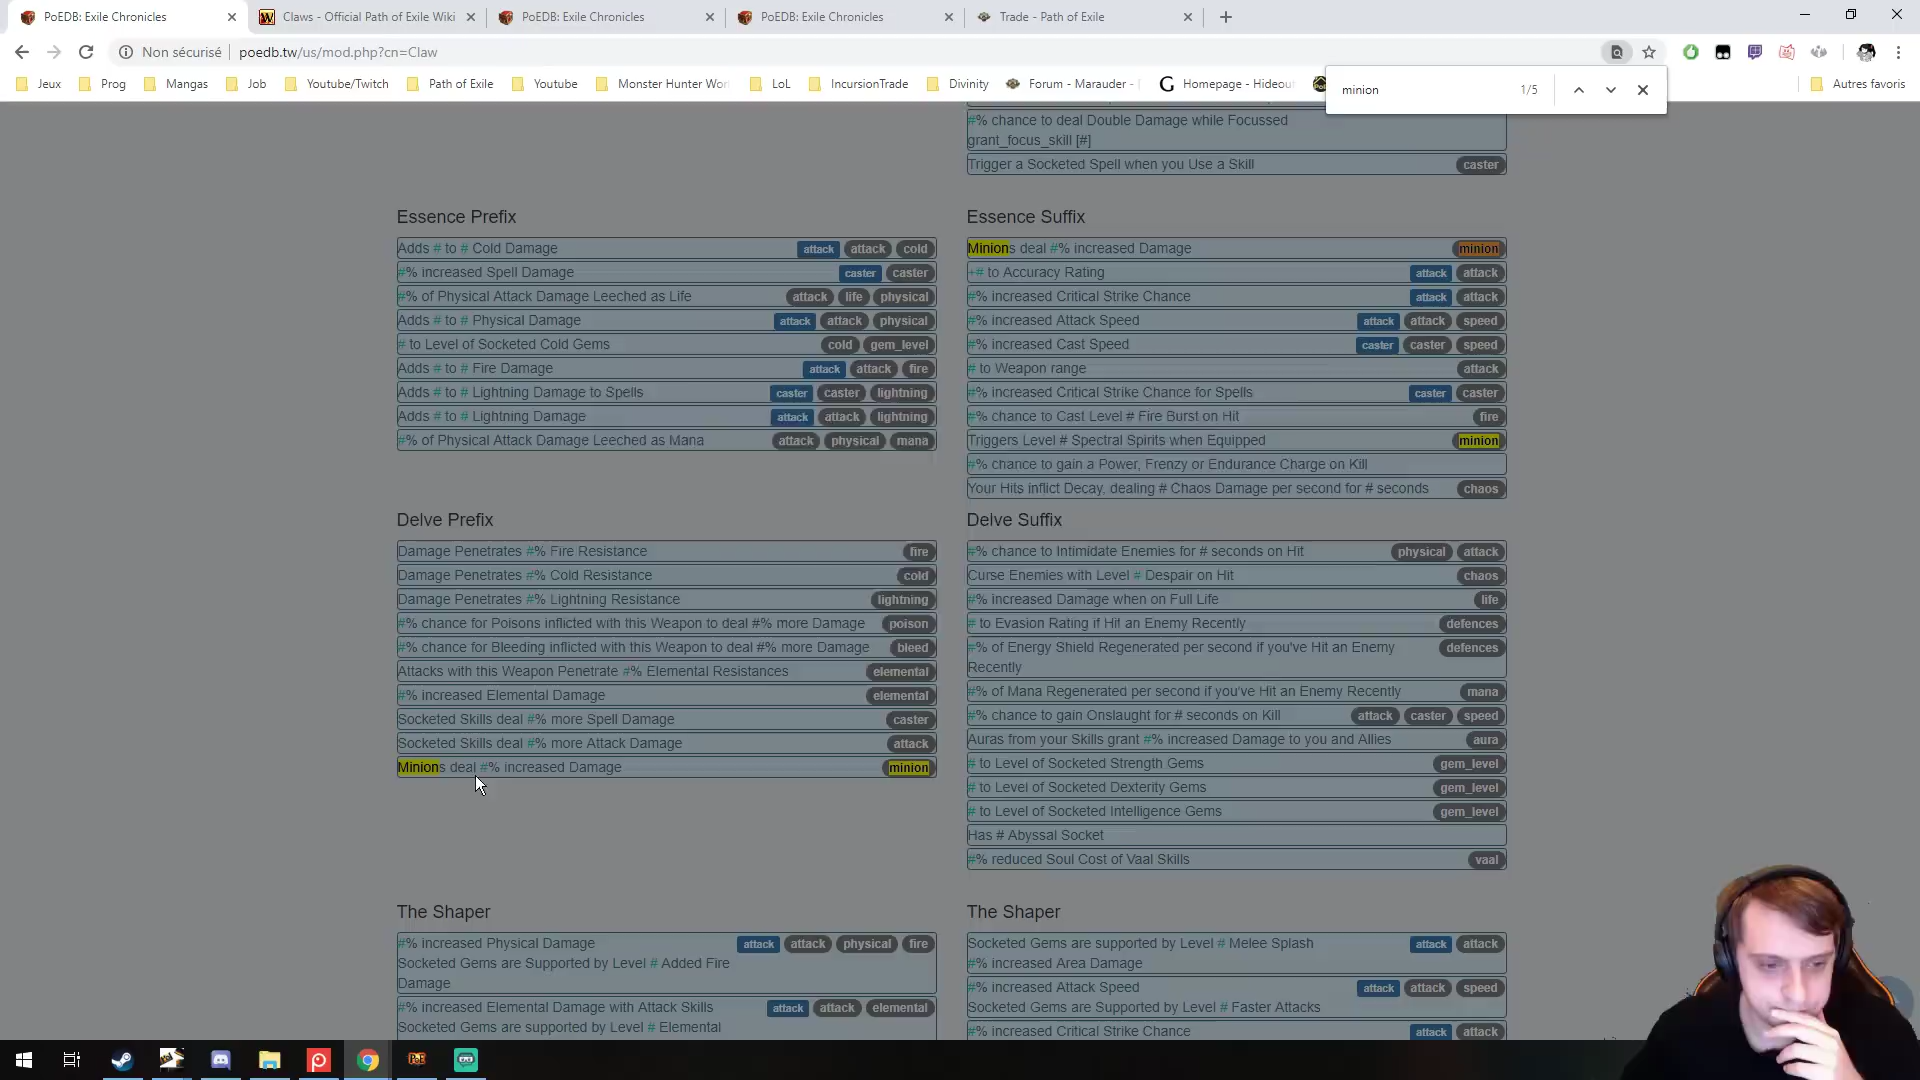 PoEDB: Exile Chronicles
Claws - Official Path of Exile Wiki
PoEDB: Exile Chronicles
PoEDB: Exile Chronicles
Trade - Path of Exile
Non sécurisé
poedb.tw/us/mod.php?cn=Claw
Jeux
Prog
Mangas
Job
Youtube/Twitch
Path of Exile
Youtube
Monster Hunter Wor
LoL
IncursionTrade
Divinity
Forum - Marauder -
Homepage - Hideou
Autres favoris
minion 1/5
#% chance to deal Double Damage while Focussed
grant_focus_skill [#]
Trigger a Socketed Spell when you Use a Skill caster
Essence Prefix
Adds # to # Cold Damage attack attack cold
#% increased Spell Damage caster caster
#% of Physical Attack Damage Leeched as Life attack life physical
Adds # to # Physical Damage attack attack physical
# to Level of Socketed Cold Gems cold gem_level
Adds # to # Fire Damage attack attack fire
Adds # to # Lightning Damage to Spells caster caster lightning
Adds # to # Lightning Damage attack attack lightning
#% of Physical Attack Damage Leeched as Mana attack physical mana
Essence Suffix
Minions deal #% increased Damage minion
+# to Accuracy Rating attack attack
#% increased Critical Strike Chance attack attack
#% increased Attack Speed attack attack speed
#% increased Cast Speed caster caster speed
# to Weapon range attack
#% increased Critical Strike Chance for Spells caster caster
#% chance to Cast Level # Fire Burst on Hit fire
Triggers Level # Spectral Spirits when Equipped minion
#% chance to gain a Power, Frenzy or Endurance Charge on Kill
Your Hits inflict Decay, dealing # Chaos Damage per second for # seconds chaos
Delve Prefix
Damage Penetrates #% Fire Resistance fire
Damage Penetrates #% Cold Resistance cold
Damage Penetrates #% Lightning Resistance lightning
#% chance for Poisons inflicted with this Weapon to deal #% more Damage poison
#% chance for Bleeding inflicted with this Weapon to deal #% more Damage bleed
Attacks with this Weapon Penetrate #% Elemental Resistances elemental
#% increased Elemental Damage elemental
Socketed Skills deal #% more Spell Damage caster
Socketed Skills deal #% more Attack Damage attack
Minions deal #% increased Damage minion
Delve Suffix
#% chance to Intimidate Enemies for # seconds on Hit physical attack
Curse Enemies with Level # Despair on Hit chaos
#% increased Damage when on Full Life life
# to Evasion Rating if Hit an Enemy Recently defences
#% of Energy Shield Regenerated per second if you've Hit an Enemy defences
Recently
#% of Mana Regenerated per second if you've Hit an Enemy Recently mana
#% chance to gain Onslaught for # seconds on Kill attack caster speed
Auras from your Skills grant #% increased Damage to you and Allies aura
# to Level of Socketed Strength Gems gem_level
# to Level of Socketed Dexterity Gems gem_level
# to Level of Socketed Intelligence Gems gem_level
Has # Abyssal Socket
#% reduced Soul Cost of Vaal Skills vaal
The Shaper
#% increased Physical Damage attack attack physical fire
Socketed Gems are Supported by Level # Added Fire
Damage
#% increased Elemental Damage with Attack Skills attack attack elemental
Socketed Gems are supported by Level # Elemental
The Shaper
Socketed Gems are supported by Level # Melee Splash attack attack
#% increased Area Damage
#% increased Attack Speed attack attack speed
Socketed Gems are Supported by Level # Faster Attacks
#% increased Critical Strike Chance attack attack